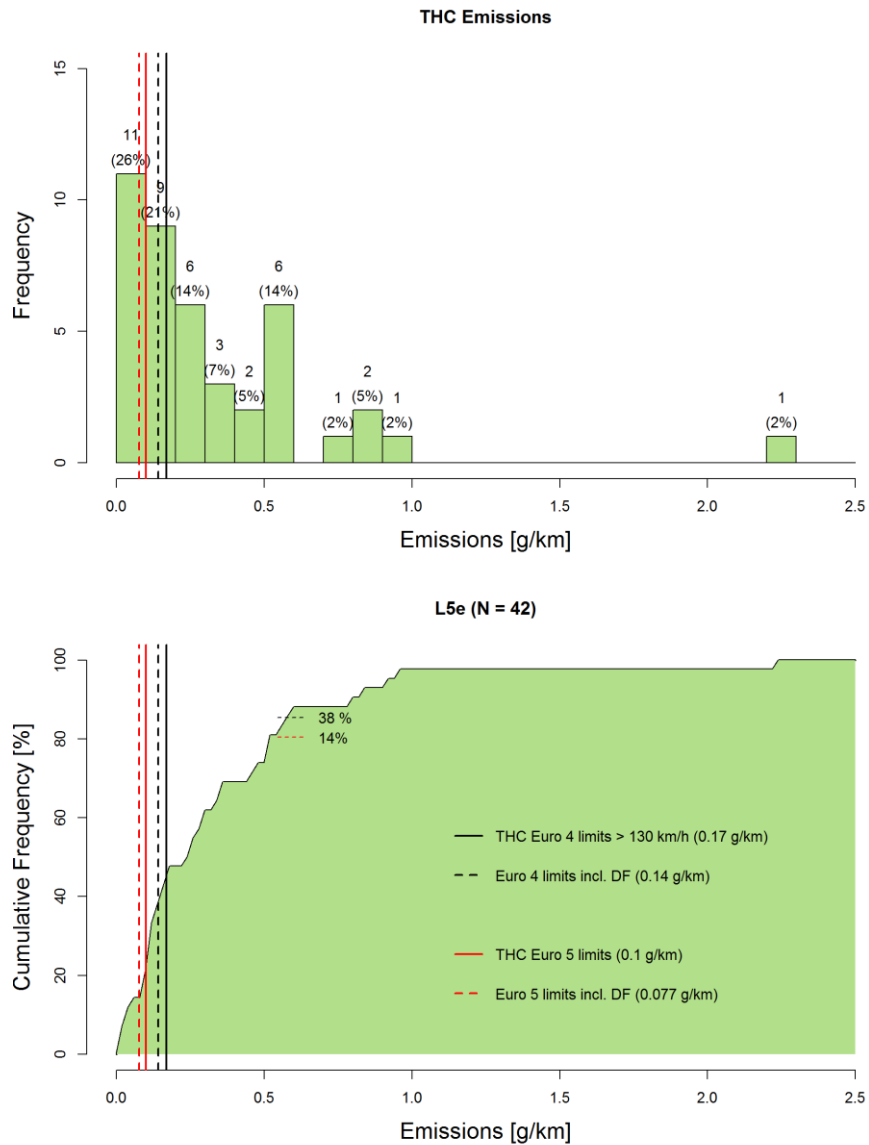 THC Emissions
Frequency
15
10
5
0
11
(26%)
9
(21%)
6
(14%)
3
(7%)
2
(5%)
6
(14%)
1
(2%)
2
(5%)
1
(2%)
1
(2%)
0.0 0.5 1.0 1.5 2.0 2.5
Emissions [g/km]
L5e (N = 42)
Cumulative Frequency [%]
100
80
60
40
20
0
38 %
14%
THC Euro 4 limits > 130 km/h (0.17 g/km)
Euro 4 limits incl. DF (0.14 g/km)
THC Euro 5 limits (0.1 g/km)
Euro 5 limits incl. DF (0.077 g/km)
0.0 0.5 1.0 1.5 2.0 2.5
Emissions [g/km]